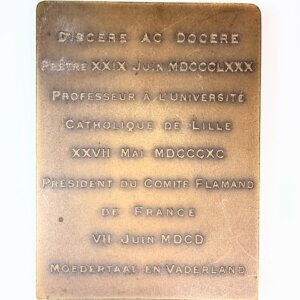 DISCERE AC DOCERE
PRÊTRE XXIX JUIN MDCCCLXXX
PROFESSEUR À L'UNIVERSITÉ
CATHOLIQUE DE LILLE
XXVII MAI MDCCCXC
PRÉSIDENT DU COMITÉ FLAMAND
DE FRANCE
VII JUIN MDCD
MOEDERTAAL EN VADERLAND